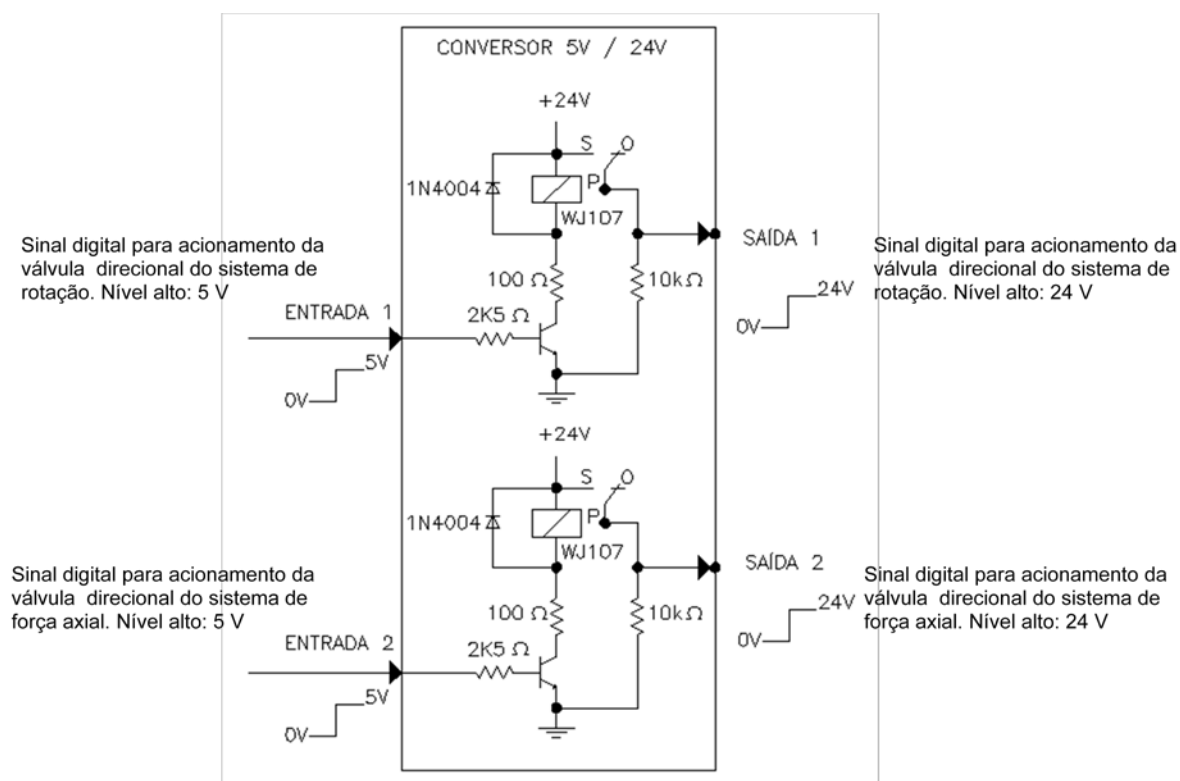 CONVERSOR 5V / 24V
+24V
S
O
1N4004
P
WJ107
Sinal digital para acionamento da
válvula direcional do sistema de
rotação. Nível alto: 5 V
SAÍDA 1
Sinal digital para acionamento da
válvula direcional do sistema de
rotação. Nível alto: 24 V
100 Ω
10kΩ
24V
0V
ENTRADA 1
2K5 Ω
5V
0V
+24V
S
O
1N4004
P
WJ107
Sinal digital para acionamento da
válvula direcional do sistema de
força axial. Nível alto: 5 V
SAÍDA 2
Sinal digital para acionamento da
válvula direcional do sistema de
força axial. Nível alto: 24 V
100 Ω
10kΩ
24V
0V
ENTRADA 2
2K5 Ω
5V
0V